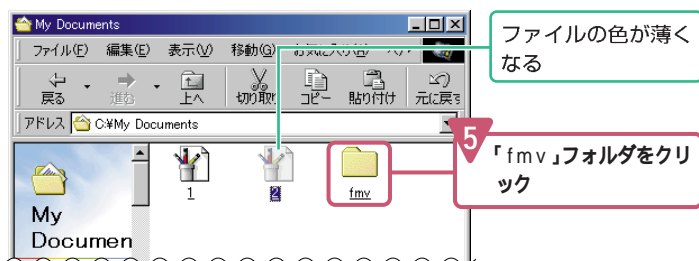 My Documents
ファイル(F) 編集(E) 表示(V) 移動(G)
戻る 進む 上へ 切り取り コピー 貼り付け 元に戻す
アドレス C:¥My Documents
1 2 fmv
My
Documen
ファイルの色が薄く
なる
5
「fmv」フォルダをクリ
ック